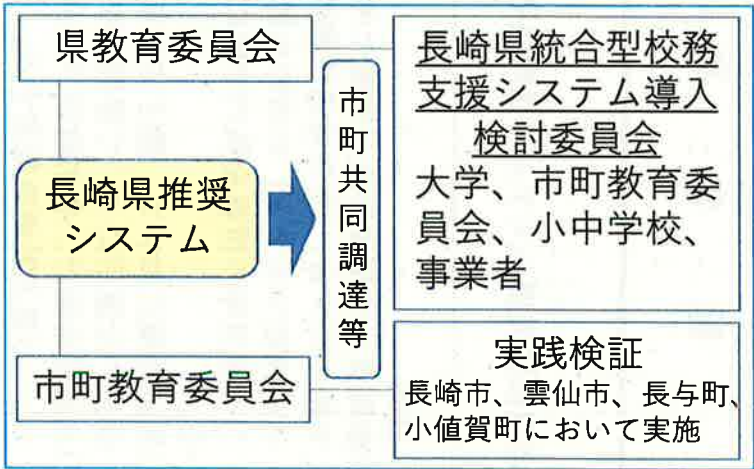 県教育委員会
長崎県推奨
システム
市町教育委員会
市町共同調達等
長崎県統合型校務
支援システム導入
検討委員会
大学、市町教育委
員会、小中学校、
事業者
実践検証
長崎市、雲仙市、長与町、
小値賀町において実施